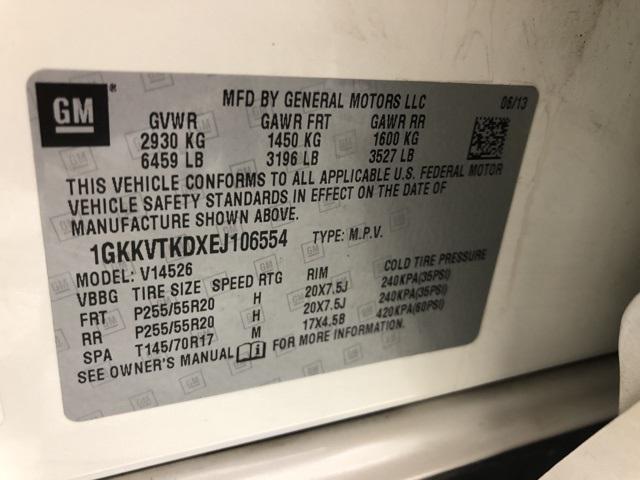 GM
MFD BY GENERAL MOTORS LLC 06/13
GVWR GAWR FRT GAWR RR
2930 KG 1450 KG 1600 KG
6459 LB 3196 LB 3527 LB
THIS VEHICLE CONFORMS TO ALL APPLICABLE U.S. FEDERAL MOTOR
VEHICLE SAFETY STANDARDS IN EFFECT ON THE DATE OF
MANUFACTURE SHOWN ABOVE.
1GKKVTKDXEJ106554 TYPE: M.P.V.
MODEL: V14526
VBBG TIRE SIZE SPEED RTG RIM COLD TIRE PRESSURE
FRT P255/55R20 H 20X7.5J 240KPA(35PSI)
RR P255/55R20 H 20X7.5J 240KPA(35PSI)
SPA T145/70R17 M 17X4.5B 420KPA(60PSI)
SEE OWNER'S MANUAL FOR MORE INFORMATION.